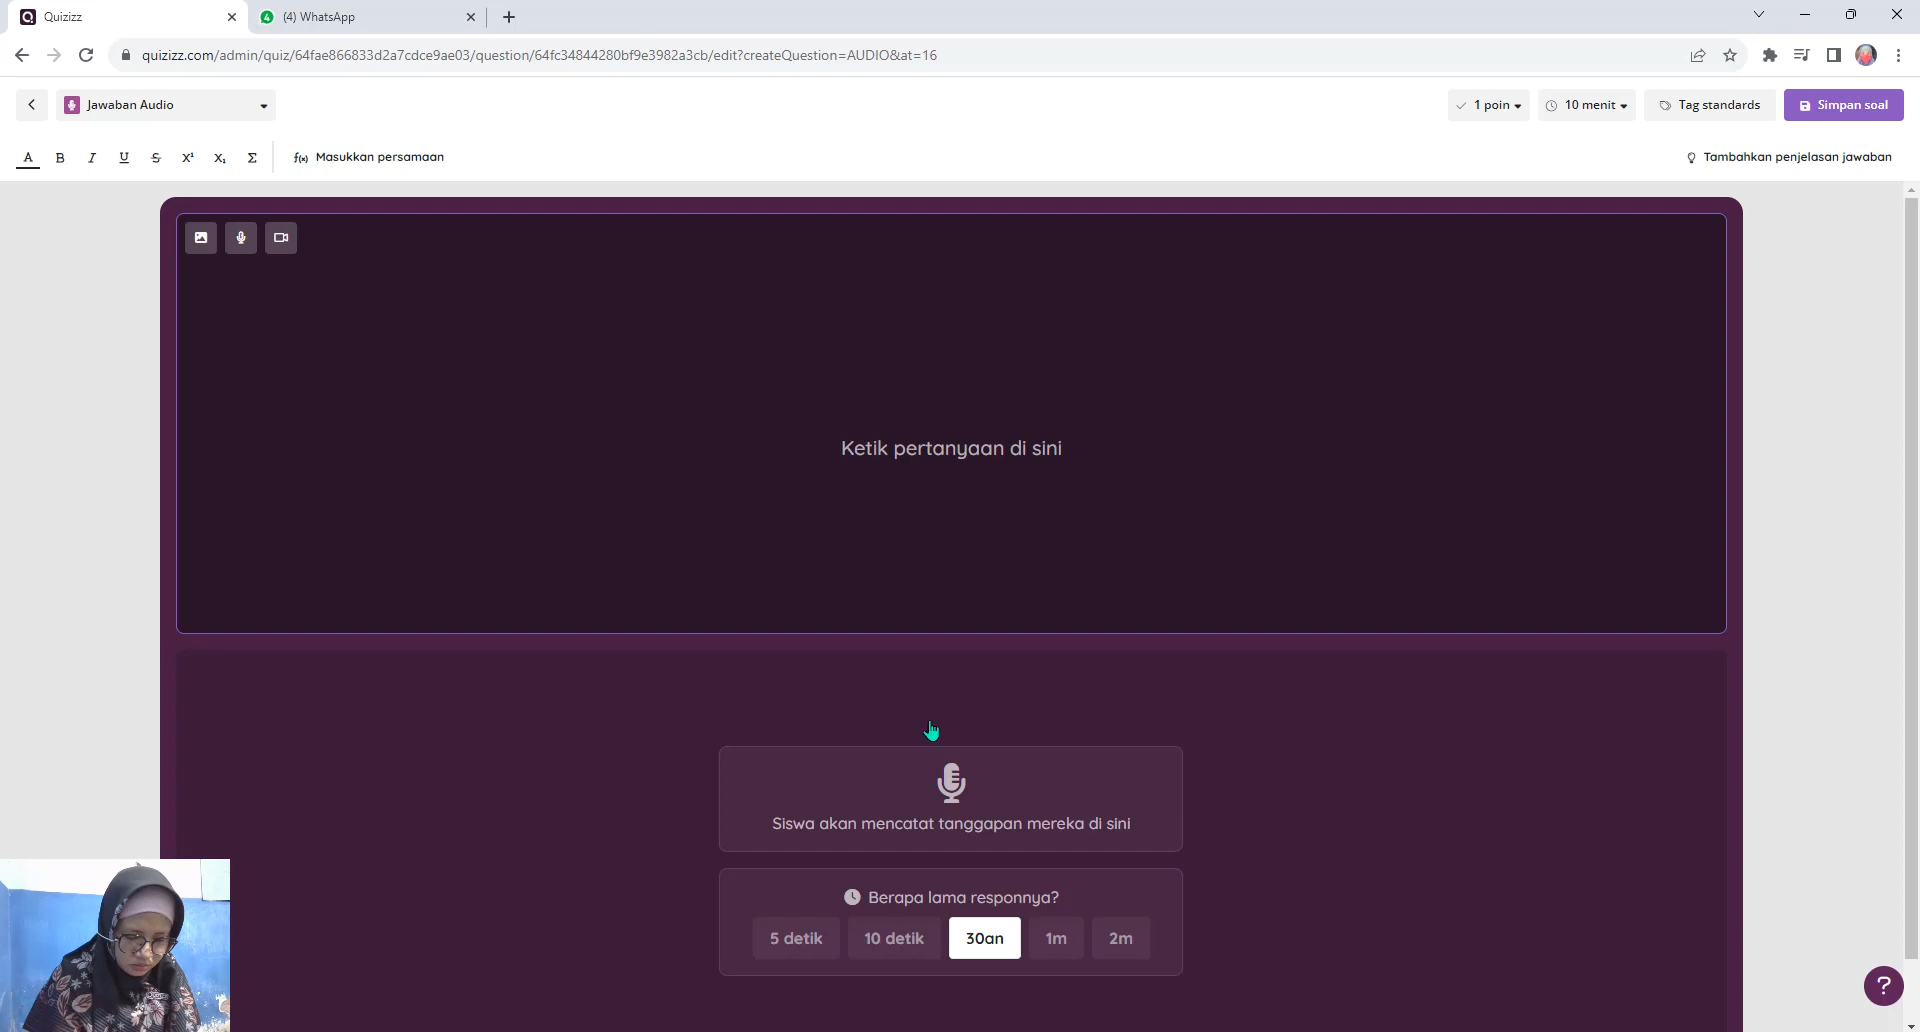 Quizizz
(4) WhatsApp
quizizz.com/admin/quiz/64fae866833d2a7cdce9ae03/question/64fc34844280bf9e3982a3cb/edit?createQuestion=AUDIO&at=16
Jawaban Audio
1 poin
10 menit
Tag standards
Simpan soal
A B I U S X¹ X₁ Σ f(x) Masukkan persamaan
Tambahkan penjelasan jawaban
Ketik pertanyaan di sini
Siswa akan mencatat tanggapan mereka di sini
Berapa lama responnya?
5 detik 10 detik 30an 1m 2m
?